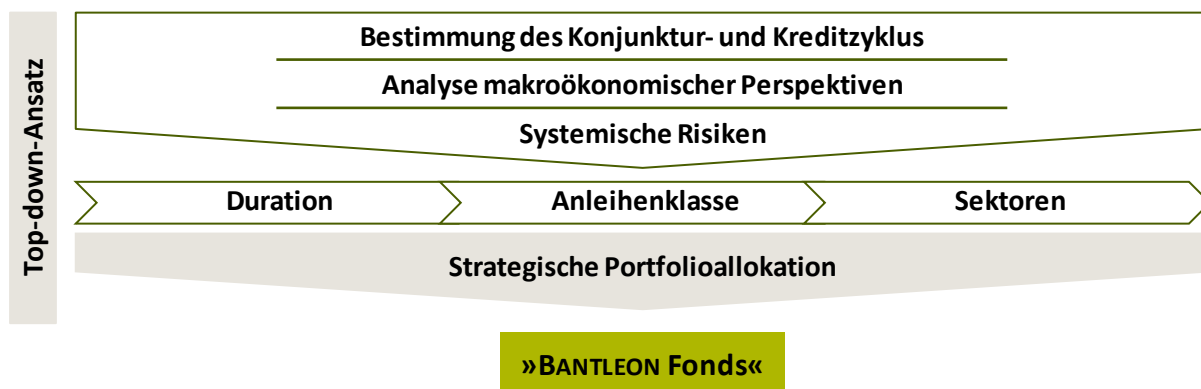 Top-down-Ansatz
Bestimmung des Konjunktur- und Kreditzyklus
Analyse makroökonomischer Perspektiven
Systemische Risiken
Duration
Anleihenklasse
Sektoren
Strategische Portfolioallokation
»BANTLEON Fonds«